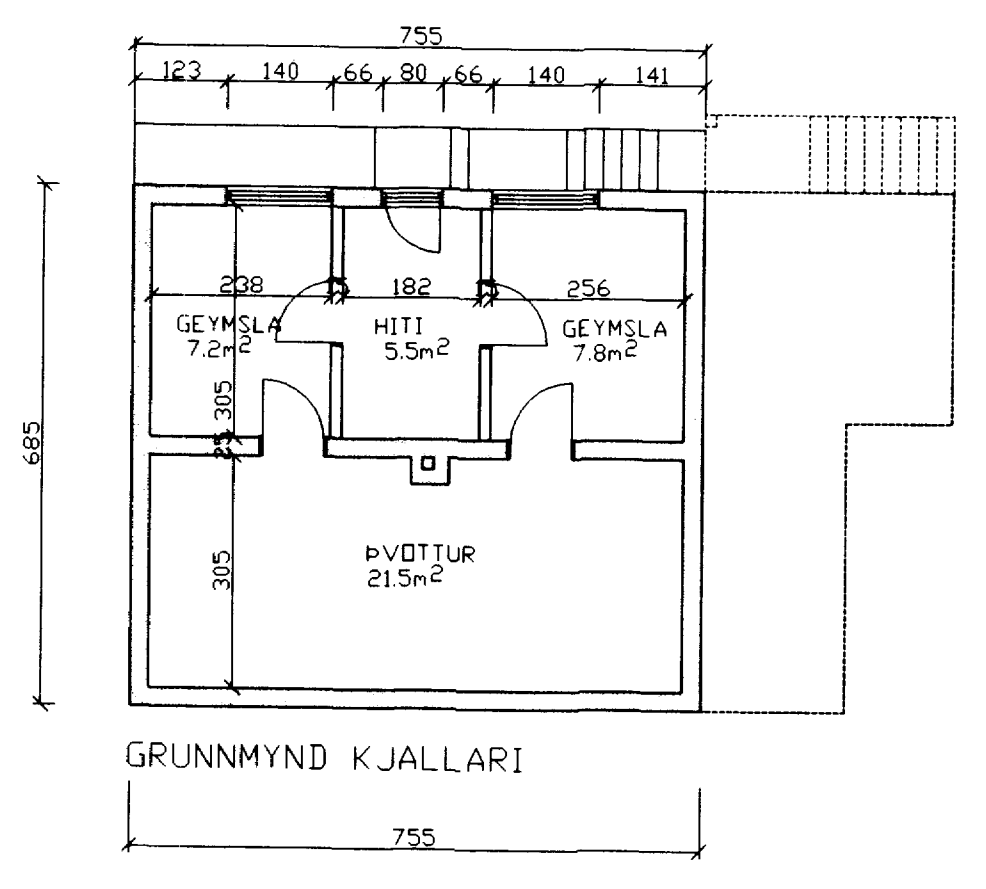 755
123 140 66 80 66 140 141
238 182 256
GEYMSLA HITI GEYMSLA
7.2m2 5.5m2 7.8m2
305
685
25
ÞVOTTUR
305
21.5m2
GRUNNMYND KJALLARI
755